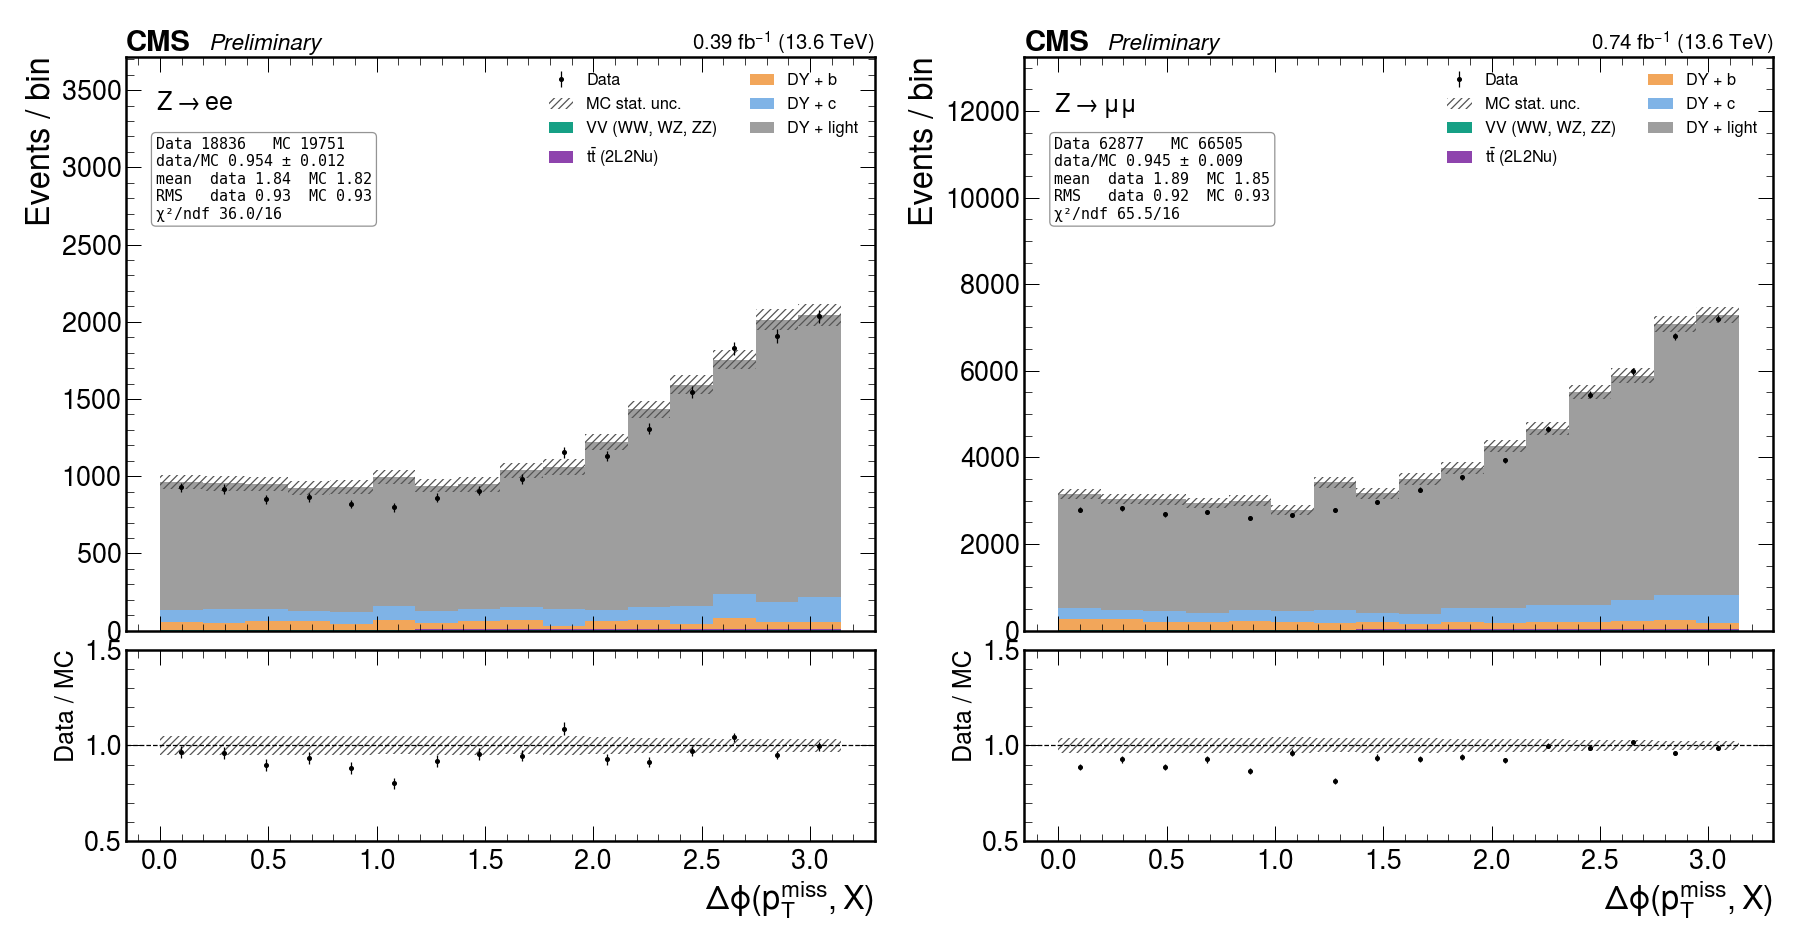 CMS Preliminary 0.39 fb⁻¹ (13.6 TeV)
Events / bin
3500
3000
2500
2000
1500
1000
500
0
Z → ee
Data 18836 MC 19751
data/MC 0.954 ± 0.012
mean data 1.84 MC 1.82
RMS data 0.93 MC 0.93
χ²/ndf 36.0/16
Data
MC stat. unc.
VV (WW, WZ, ZZ)
tt̄ (2L2Nu)
DY + b
DY + c
DY + light
Data / MC
1.5
1.0
0.5
0.0 0.5 1.0 1.5 2.0 2.5 3.0
Δϕ(p_T^miss, X)
CMS Preliminary 0.74 fb⁻¹ (13.6 TeV)
Events / bin
12000
10000
8000
6000
4000
2000
0
Z → μμ
Data 62877 MC 66505
data/MC 0.945 ± 0.009
mean data 1.89 MC 1.85
RMS data 0.92 MC 0.93
χ²/ndf 65.5/16
Data
MC stat. unc.
VV (WW, WZ, ZZ)
tt̄ (2L2Nu)
DY + b
DY + c
DY + light
Data / MC
1.5
1.0
0.5
0.0 0.5 1.0 1.5 2.0 2.5 3.0
Δϕ(p_T^miss, X)